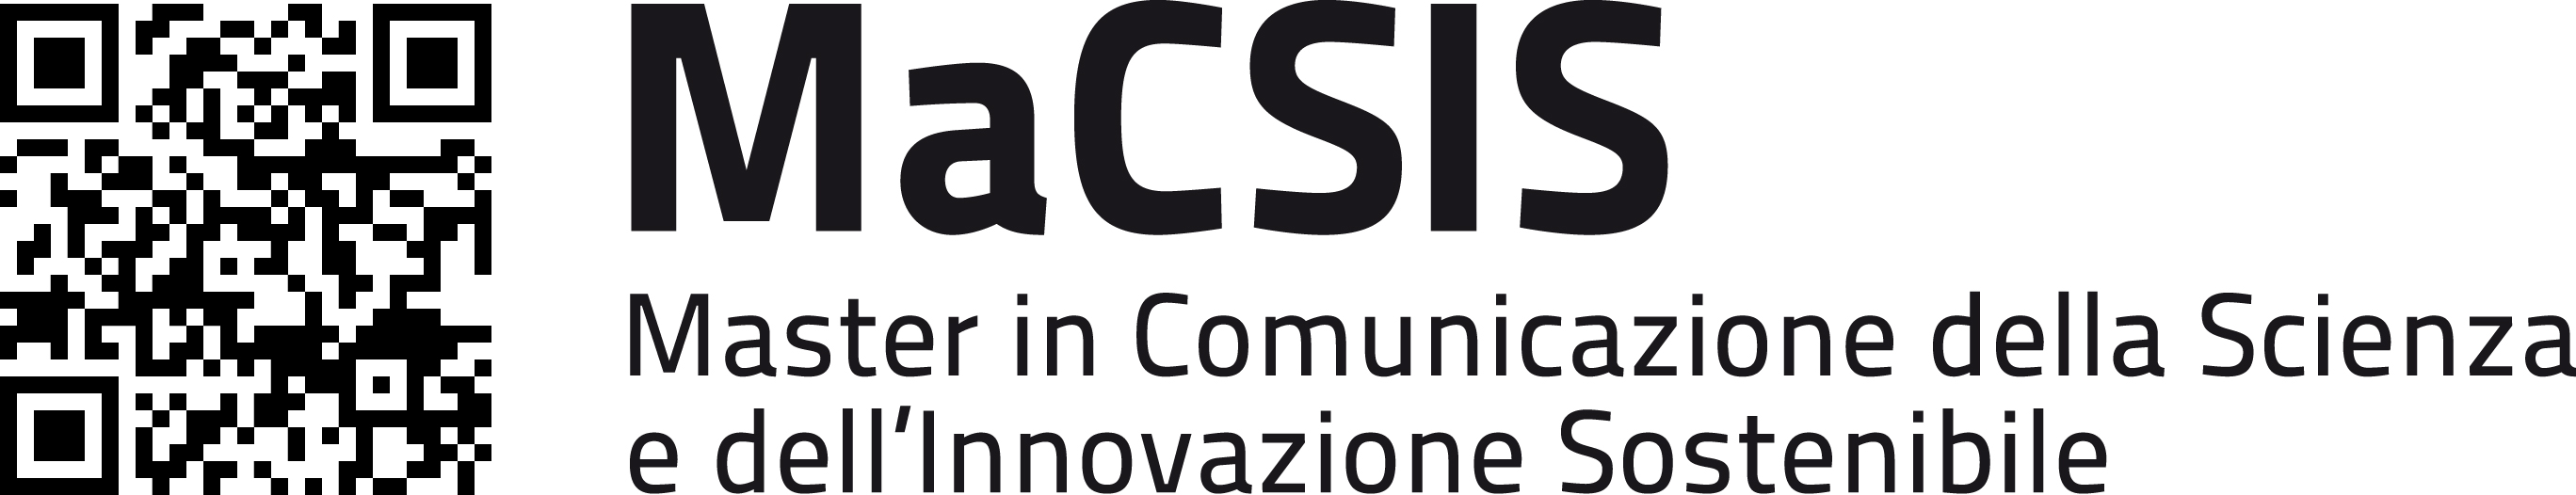 MaCSIS
Master in Comunicazione della Scienza
e dell'Innovazione Sostenibile